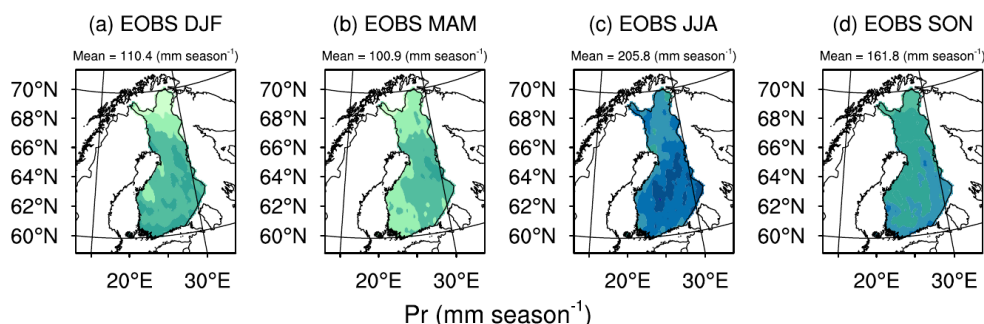 (a) EOBS DJF (b) EOBS MAM (c) EOBS JJA (d) EOBS SON
Mean = 110.4 (mm season⁻¹) Mean = 100.9 (mm season⁻¹) Mean = 205.8 (mm season⁻¹) Mean = 161.8 (mm season⁻¹)
70°N 70°N 70°N 70°N
68°N 68°N 68°N 68°N
66°N 66°N 66°N 66°N
64°N 64°N 64°N 64°N
62°N 62°N 62°N 62°N
60°N 60°N 60°N 60°N
20°E 30°E 20°E 30°E 20°E 30°E 20°E 30°E
Pr (mm season⁻¹)